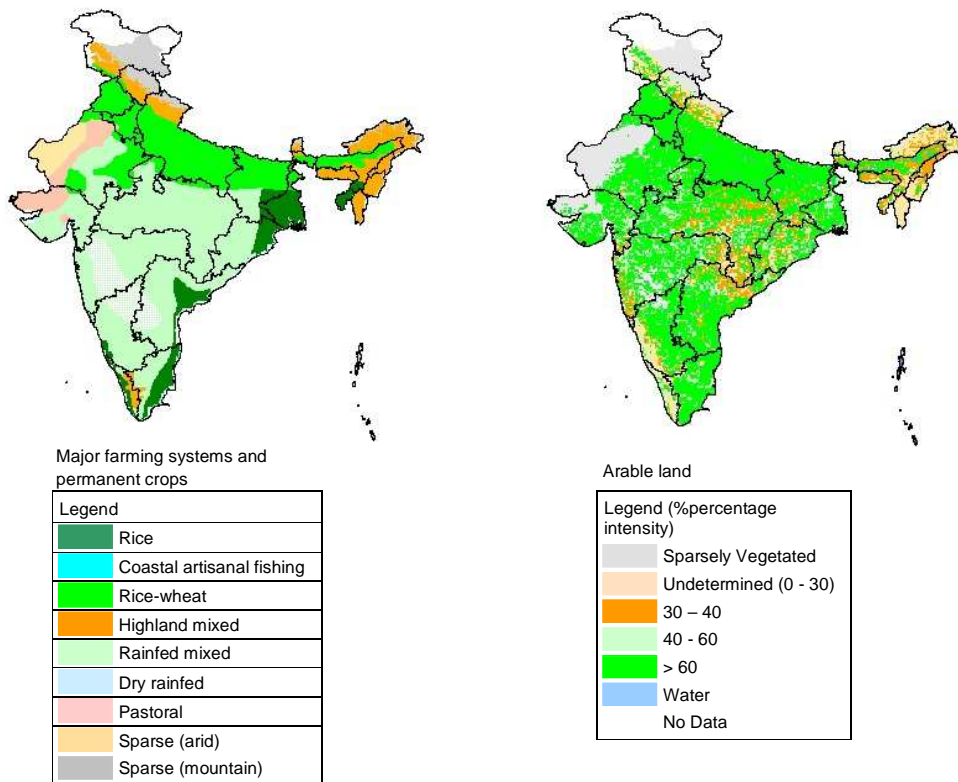 Major farming systems and
permanent crops
Legend
Rice
Coastal artisanal fishing
Rice-wheat
Highland mixed
Rainfed mixed
Dry rainfed
Pastoral
Sparse (arid)
Sparse (mountain)
Arable land
Legend (%percentage
intensity)
Sparsely Vegetated
Undetermined (0 - 30)
30 – 40
40 - 60
> 60
Water
No Data